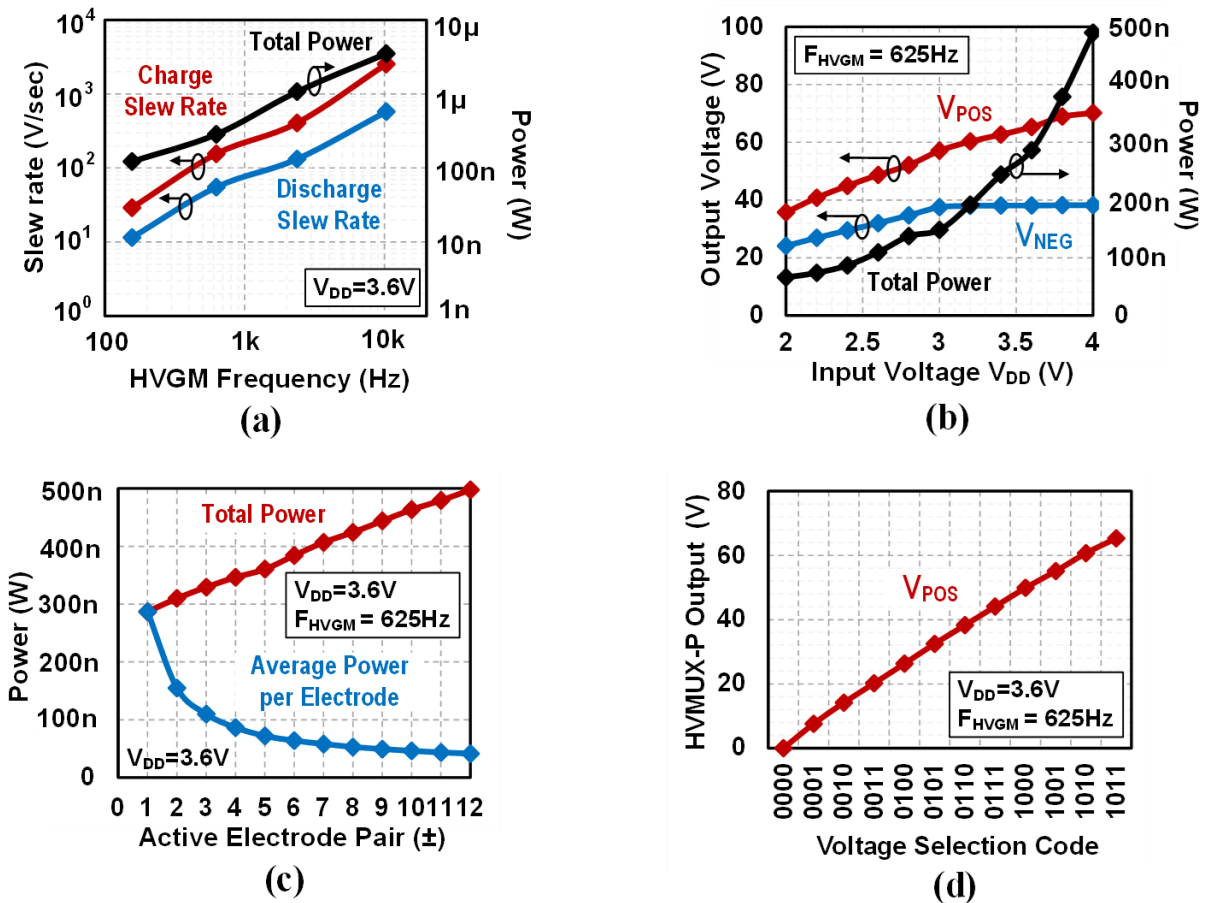 10⁴
10³
10²
10¹
10⁰
Slew rate (V/sec)
Total Power
Charge
Slew Rate
Discharge
Slew Rate
V_DD=3.6V
10µ
1µ
100n
10n
1n
Power
(W)
100
1k
10k
HVGM Frequency (Hz)
(a)
100
80
60
40
20
0
Output Voltage (V)
F_HVGM = 625Hz
V_POS
V_NEG
Total Power
500n
400n
300n
200n
100n
0
Power (W)
2
2.5
3
3.5
4
Input Voltage V_DD (V)
(b)
500n
400n
300n
200n
100n
0
Power (W)
Total Power
V_DD=3.6V
F_HVGM = 625Hz
Average Power
per Electrode
V_DD=3.6V
0 1 2 3 4 5 6 7 8 9 10 11 12
Active Electrode Pair (±)
(c)
80
60
40
20
0
HVMUX-P Output (V)
V_POS
V_DD=3.6V
F_HVGM = 625Hz
0000
0001
0010
0011
0100
0101
0110
0111
1000
1001
1010
1011
Voltage Selection Code
(d)